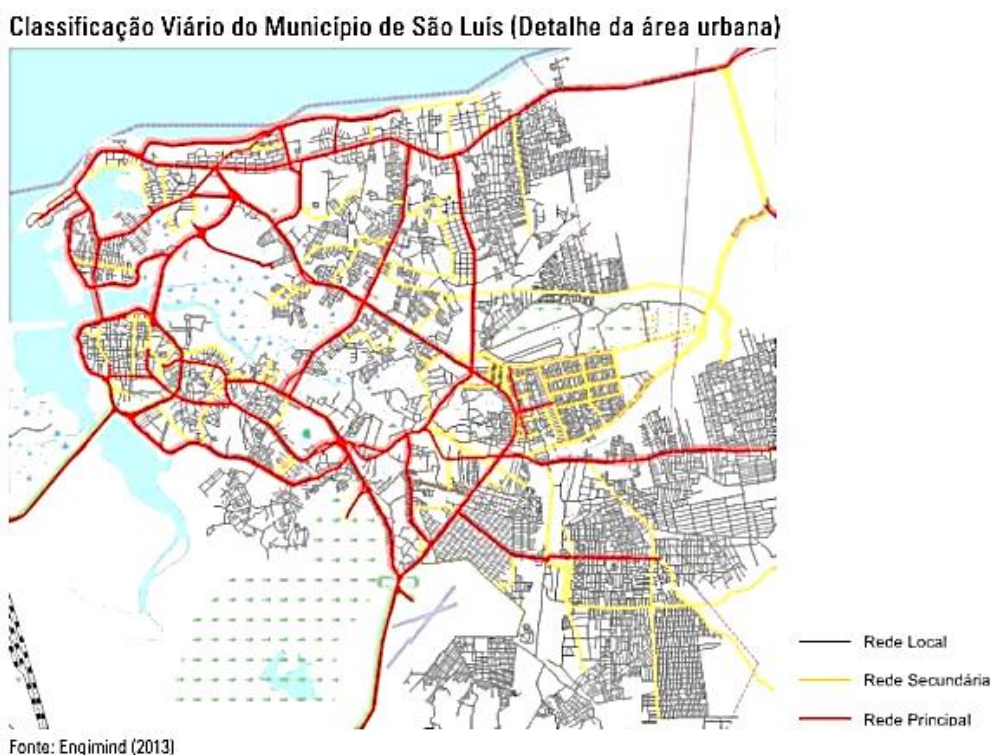 Classificação Viário do Município de São Luís (Detalhe da área urbana)
Rede Local
Rede Secundária
Rede Principal
Fonte: Engimind (2013)